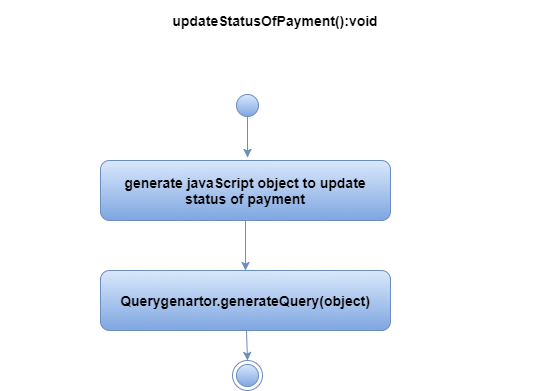 updateStatusOfPayment():void
generate javaScript object to update
status of payment
Querygenartor.generateQuery(object)